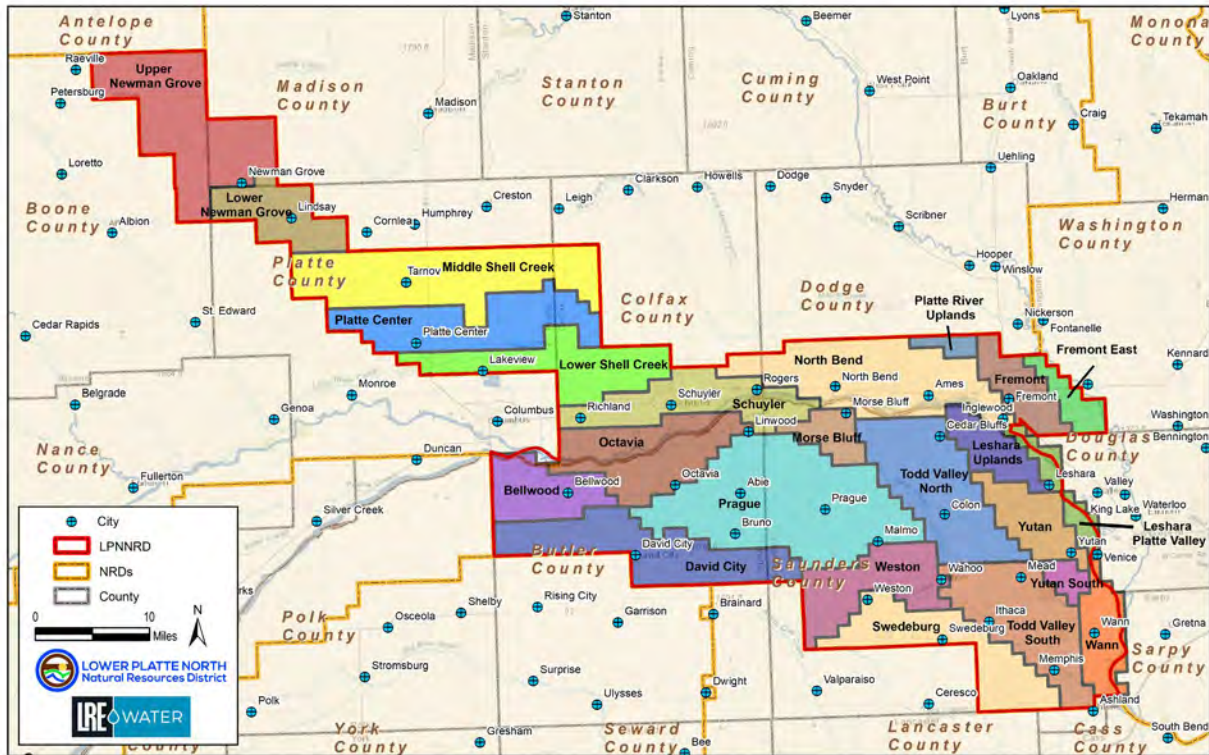 Antelope
County
Raeville
Petersburg
Upper
Newman Grove
Madison
County
Madison
Stanton
Stanton
County
Beemer
Cuming
County
West Point
Lyons
Oakland
Burt
County
Craig
Monona
County
Tekamah
Loretto
Newman Grove
Lower
Newman Grove
Lindsay
Boone
County
Albion
Cornlea
Humphrey
Creston
Leigh
Clarkson
Howells
Dodge
Snyder
Scribner
Uehling
Herman
Washington
County
Hooper
Winslow
Platte
County
Tarnov
Middle Shell Creek
Colfax
County
Dodge
County
Platte River
Uplands
Nickerson
Fontanelle
Fremont East
Kennard
St. Edward
Cedar Rapids
Platte Center
Platte Center
Lakeview
Lower Shell Creek
North Bend
North Bend
Rogers
Ames
Fremont
Fremont
Belgrade
Genoa
Monroe
Columbus
Richland
Schuyler
Schuyler
Linwood
Morse Bluff
Morse Bluff
Inglewood
Cedar Bluffs
Washington
Bennington
Douglas
County
Nance
County
Fullerton
Duncan
Octavia
Octavia
Leshara
Uplands
Leshara
Valley
Waterloo
Silver Creek
Bellwood
Bellwood
Abie
Prague
Prague
Bruno
Todd Valley
North
Colon
Yutan
King Lake
Leshara
Platte Valley
Malmo
Yutan
Venice
David City
David City
Butler
County
Saunders
County
Weston
Weston
Wahoo
Mead
Yutan South
Polk
County
Osceola
Shelby
Rising City
Garrison
Brainard
Swedeburg
Swedeburg
Ithaca
Todd Valley
South
Wann
Wann
Gretna
Sarpy
County
Memphis
Stromsburg
Surprise
Ulysses
Dwight
Valparaiso
Ceresco
Ashland
Polk
York
County
Gresham
Seward
County
Bee
Lancaster
County
Cass
County
South Bend
County
City
LPNNRD
NRDs
County
0 10
Miles
N
LOWER PLATTE NORTH
Natural Resources District
LRE WATER